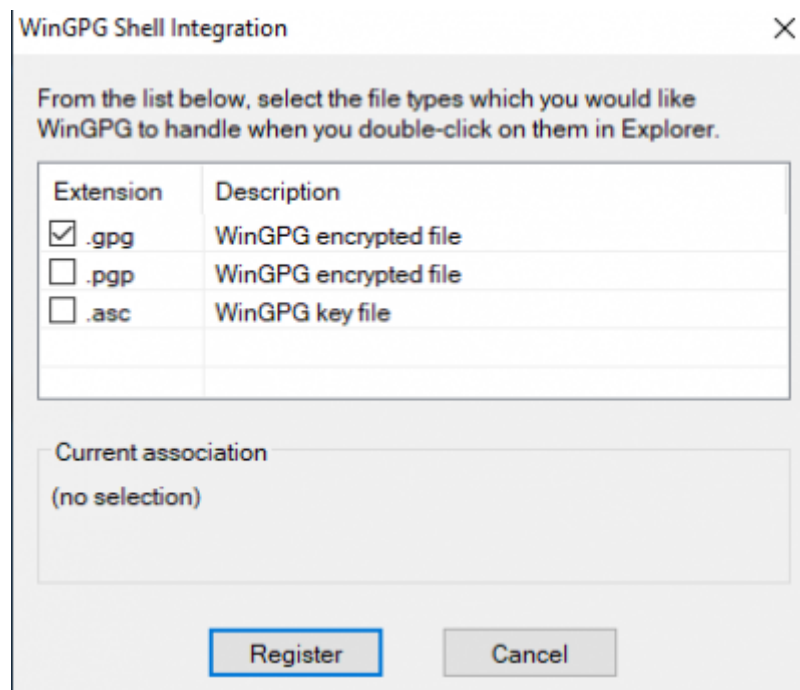 WinGPG Shell Integration
From the list below, select the file types which you would like
WinGPG to handle when you double-click on them in Explorer.
Extension Description
.gpg WinGPG encrypted file
.pgp WinGPG encrypted file
.asc WinGPG key file
Current association
(no selection)
Register Cancel